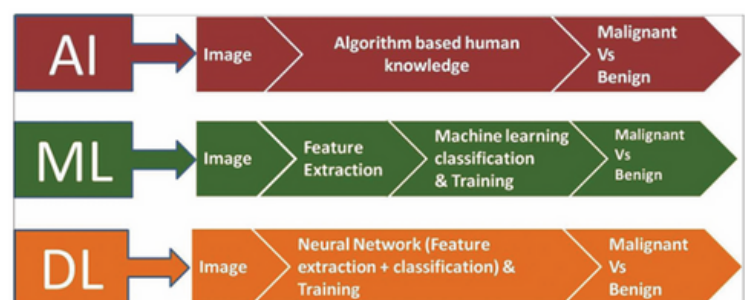 AI
Image
Algorithm based human
knowledge
Malignant
Vs
Benign
ML
Image
Feature
Extraction
Machine learning
classification
& Training
Malignant
Vs
Benign
DL
Image
Neural Network (Feature
extraction + classification) &
Training
Malignant
Vs
Benign